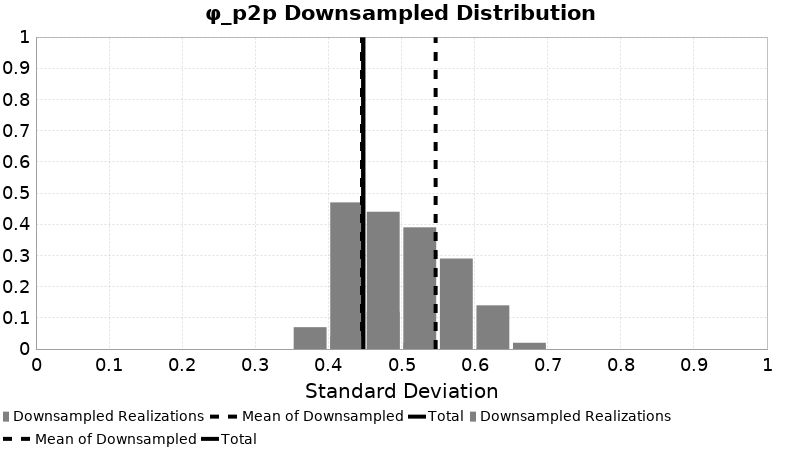 φ_p2p Downsampled Distribution
1
0.9
0.8
0.7
0.6
0.5
0.4
0.3
0.2
0.1
0
0 0.1 0.2 0.3 0.4 0.5 0.6 0.7 0.8 0.9 1
Standard Deviation
Downsampled Realizations Mean of Downsampled Total Downsampled Realizations
Mean of Downsampled Total